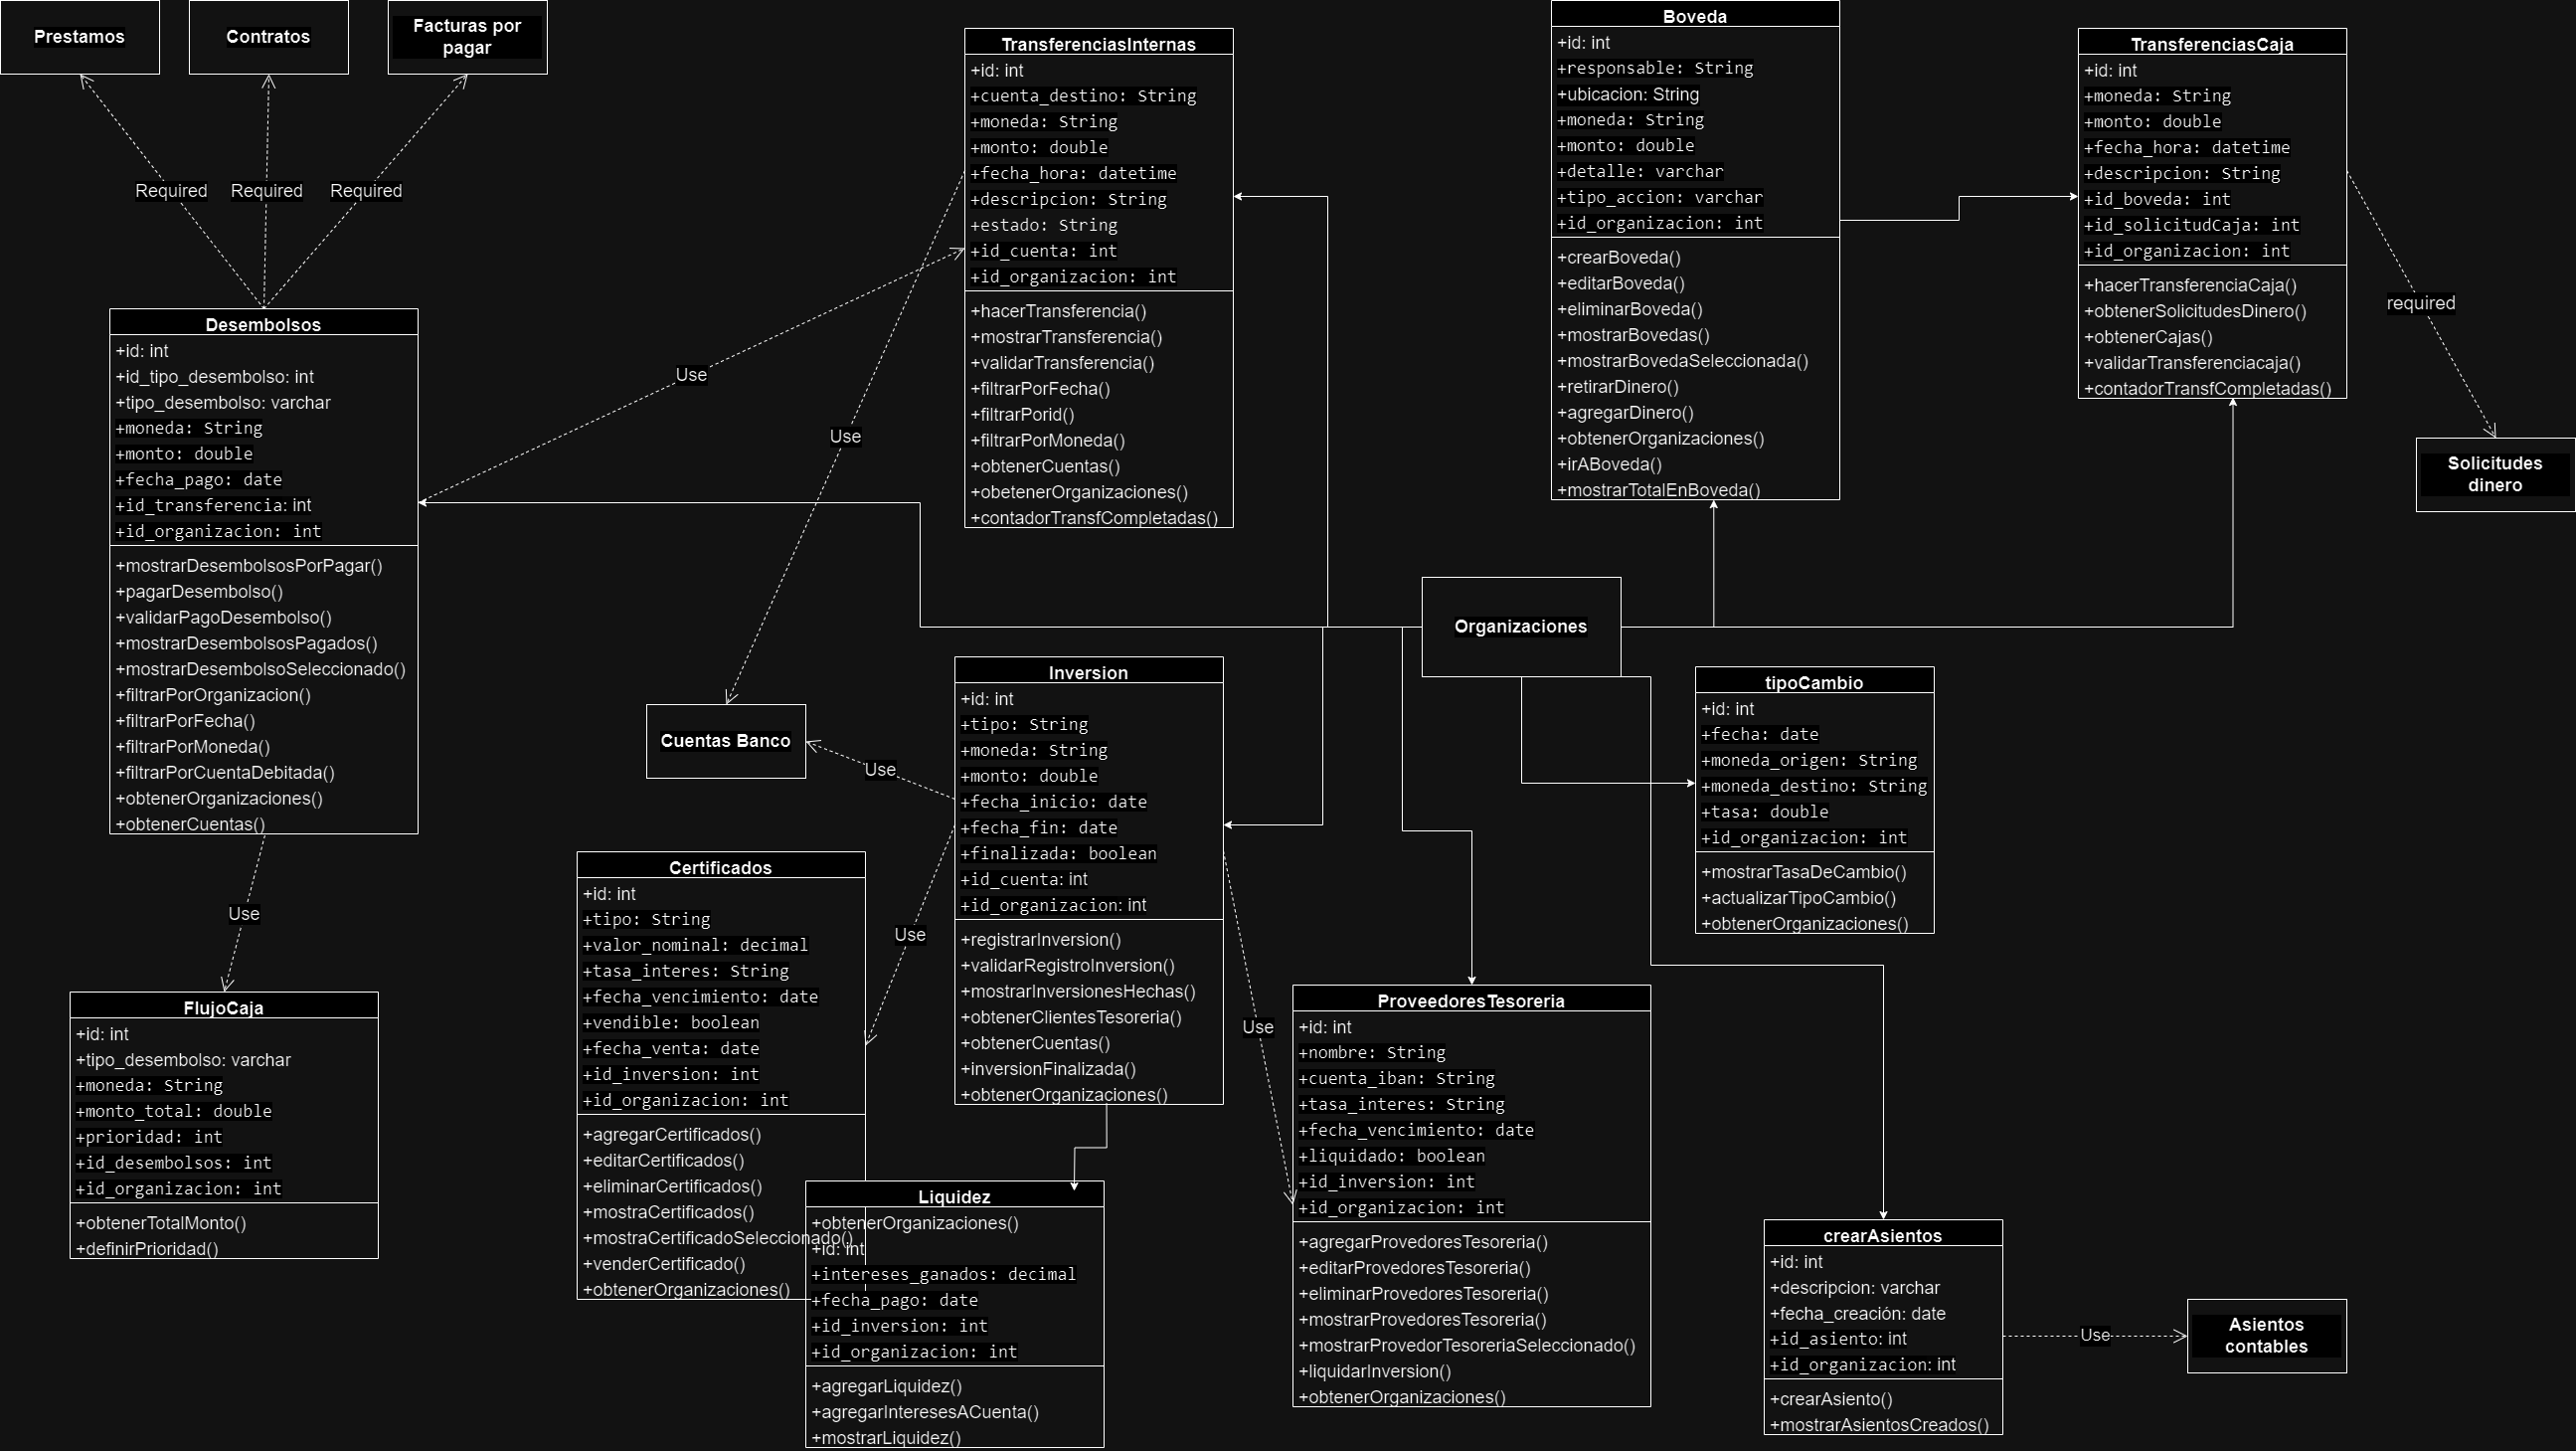 Prestamos
Contratos
Facturas por
pagar
Required
Required
Required
Desembolsos
+id: int
+id_tipo_desembolso: int
+tipo_desembolso: varchar
+moneda: String
+monto: double
+fecha_pago: date
+id_transferencia: int
+id_organizacion: int
+mostrarDesembolsosPorPagar()
+pagarDesembolso()
+validarPagoDesembolso()
+mostrarDesembolsosPagados()
+mostrarDesembolsoSeleccionado()
+filtrarPorOrganizacion()
+filtrarPorFecha()
+filtrarPorMoneda()
+filtrarPorCuentaDebitada()
+obtenerOrganizaciones()
+obtenerCuentas()
Use
FlujoCaja
+id: int
+tipo_desembolso: varchar
+moneda: String
+monto_total: double
+prioridad: int
+id_desembolsos: int
+id_organizacion: int
+obtenerTotalMonto()
+definirPrioridad()
Use
TransferenciasInternas
+id: int
+cuenta_destino: String
+moneda: String
+monto: double
+fecha_hora: datetime
+descripcion: String
+estado: String
+id_cuenta: int
+id_organizacion: int
+hacerTransferencia()
+mostrarTransferencia()
+validarTransferencia()
+filtrarPorFecha()
+filtrarPorid()
+filtrarPorMoneda()
+obtenerCuentas()
+obetenerOrganizaciones()
+contadorTransfCompletadas()
Use
Cuentas Banco
Use
Boveda
+id: int
+responsable: String
+ubicacion: String
+moneda: String
+monto: double
+detalle: varchar
+tipo_accion: varchar
+id_organizacion: int
+crearBoveda()
+editarBoveda()
+eliminarBoveda()
+mostrarBovedas()
+mostrarBovedaSeleccionada()
+retirarDinero()
+agregarDinero()
+obtenerOrganizaciones()
+irABoveda()
+mostrarTotalEnBoveda()
TransferenciasCaja
+id: int
+moneda: String
+monto: double
+fecha_hora: datetime
+descripcion: String
+id_boveda: int
+id_solicitudCaja: int
+id_organizacion: int
+hacerTransferenciaCaja()
+obtenerSolicitudesDinero()
+obtenerCajas()
+validarTransferenciacaja()
+contadorTransfCompletadas()
required
Solicitudes
dinero
Organizaciones
Inversion
+id: int
+tipo: String
+moneda: String
+monto: double
+fecha_inicio: date
+fecha_fin: date
+finalizada: boolean
+id_cuenta: int
+id_organizacion: int
+registrarInversion()
+validarRegistroInversion()
+mostrarInversionesHechas()
+obtenerClientesTesoreria()
+obtenerCuentas()
+inversionFinalizada()
+obtenerOrganizaciones()
Use
Use
Certificados
+id: int
+tipo: String
+valor_nominal: decimal
+tasa_interes: String
+fecha_vencimiento: date
+vendible: boolean
+fecha_venta: date
+id_inversion: int
+id_organizacion: int
+agregarCertificados()
+editarCertificados()
+eliminarCertificados()
+mostraCertificados()
+mostraCertificadoSeleccionado()
+venderCertificado()
+obtenerOrganizaciones()
Liquidez
+obtenerOrganizaciones()
+id: int
+intereses_ganados: decimal
+fecha_pago: date
+id_inversion: int
+id_organizacion: int
+agregarLiquidez()
+agregarInteresesACuenta()
+mostrarLiquidez()
tipoCambio
+id: int
+fecha: date
+moneda_origen: String
+moneda_destino: String
+tasa: double
+id_organizacion: int
+mostrarTasaDeCambio()
+actualizarTipoCambio()
+obtenerOrganizaciones()
ProveedoresTesoreria
+id: int
+nombre: String
+cuenta_iban: String
+tasa_interes: String
+fecha_vencimiento: date
+liquidado: boolean
+id_inversion: int
+id_organizacion: int
+agregarProvedoresTesoreria()
+editarProvedoresTesoreria()
+eliminarProvedoresTesoreria()
+mostrarProvedoresTesoreria()
+mostrarProvedorTesoreriaSeleccionado()
+liquidarInversion()
+obtenerOrganizaciones()
crearAsientos
+id: int
+descripcion: varchar
+fecha_creación: date
+id_asiento: int
+id_organizacion: int
+crearAsiento()
+mostrarAsientosCreados()
Use
Asientos
contables